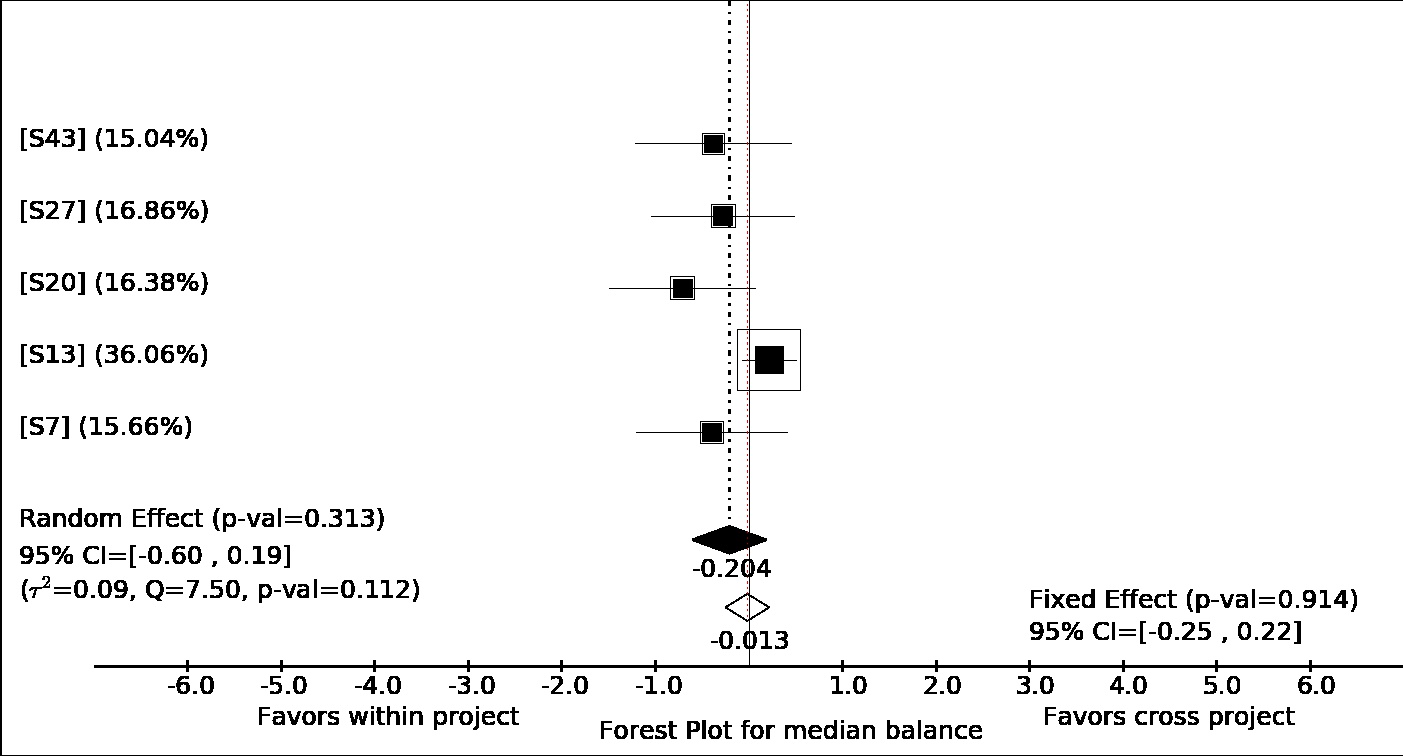 [S43] (15.04%)
[S27] (16.86%)
[S20] (16.38%)
[S13] (36.06%)
[S7] (15.66%)
Random Effect (p-val=0.313)
95% CI=[-0.60 , 0.19]
(τ²=0.09, Q=7.50, p-val=0.112)
-0.204
-0.013
Fixed Effect (p-val=0.914)
95% CI=[-0.25 , 0.22]
-6.0 -5.0 -4.0 -3.0 -2.0 -1.0 1.0 2.0 3.0 4.0 5.0 6.0
Favors within project
Forest Plot for median balance
Favors cross project